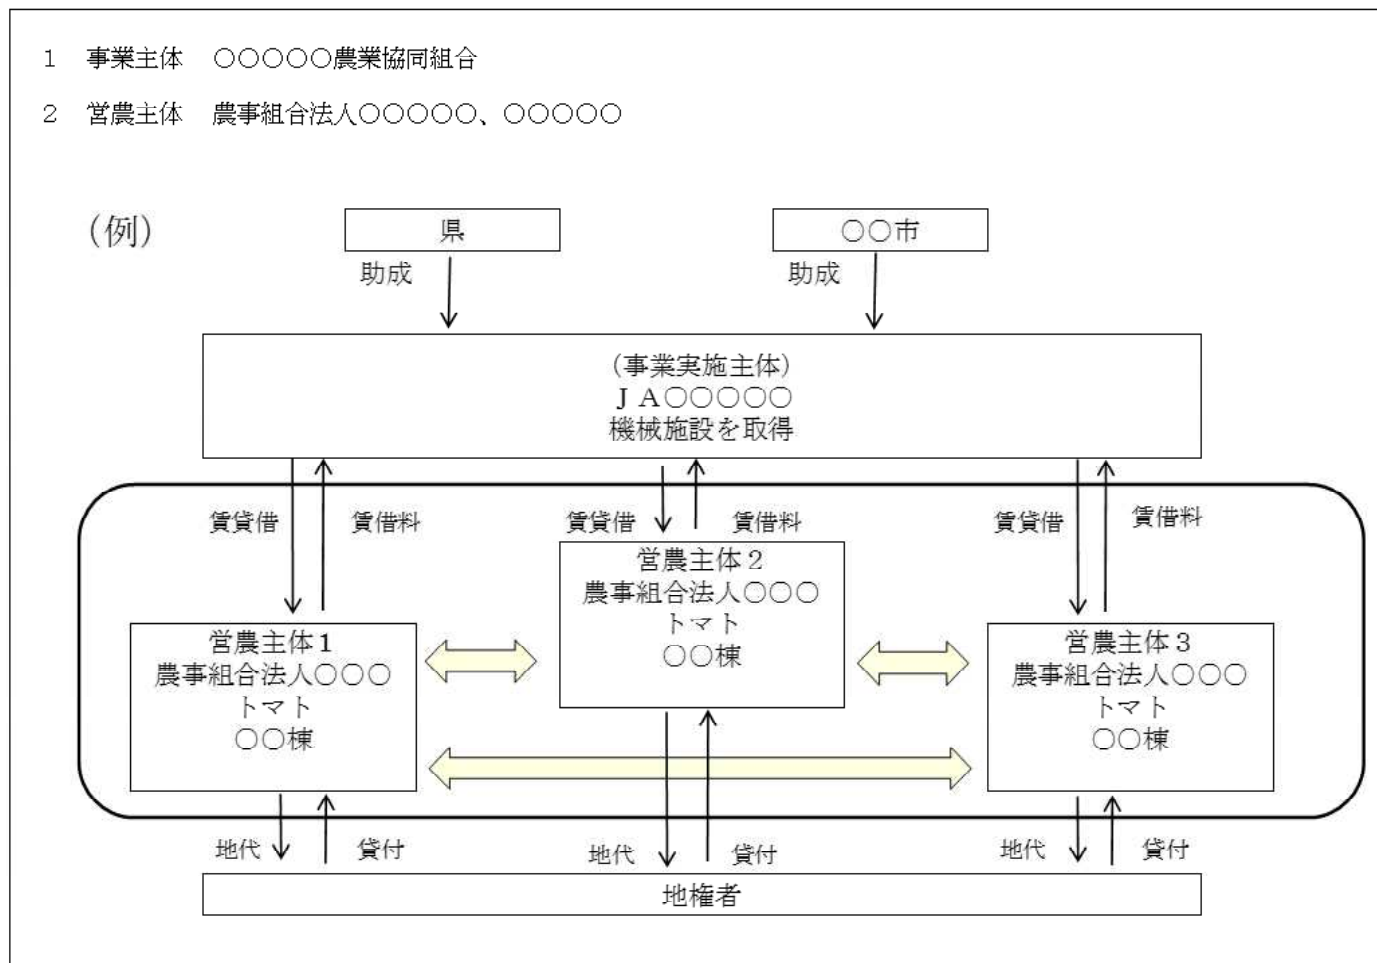 １　事業主体　○○○○○農業協同組合
２　営農主体　農事組合法人○○○○○、○○○○○
（例）
県
○○市
助成
助成
（事業実施主体）
ＪＡ○○○○○
機械施設を取得
賃貸借
賃借料
賃貸借
賃借料
賃貸借
賃借料
営農主体１
農事組合法人○○○
トマト
○○棟
営農主体２
農事組合法人○○○
トマト
○○棟
営農主体３
農事組合法人○○○
トマト
○○棟
地代
貸付
地代
貸付
地代
貸付
地権者